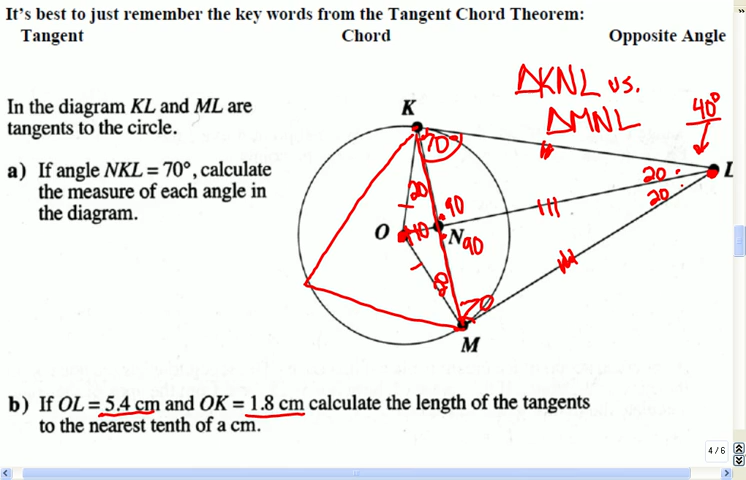 It's best to just remember the key words from the Tangent Chord Theorem:
Tangent Chord Opposite Angle
In the diagram KL and ML are
tangents to the circle.
a) If angle NKL = 70°, calculate
the measure of each angle in
the diagram.
ΔKNL vs.
ΔMNL
40°
K
70
L
20
20
20
90
O
N
90
70
M
b) If OL = 5.4 cm and OK = 1.8 cm calculate the length of the tangents
to the nearest tenth of a cm.
4 / 6